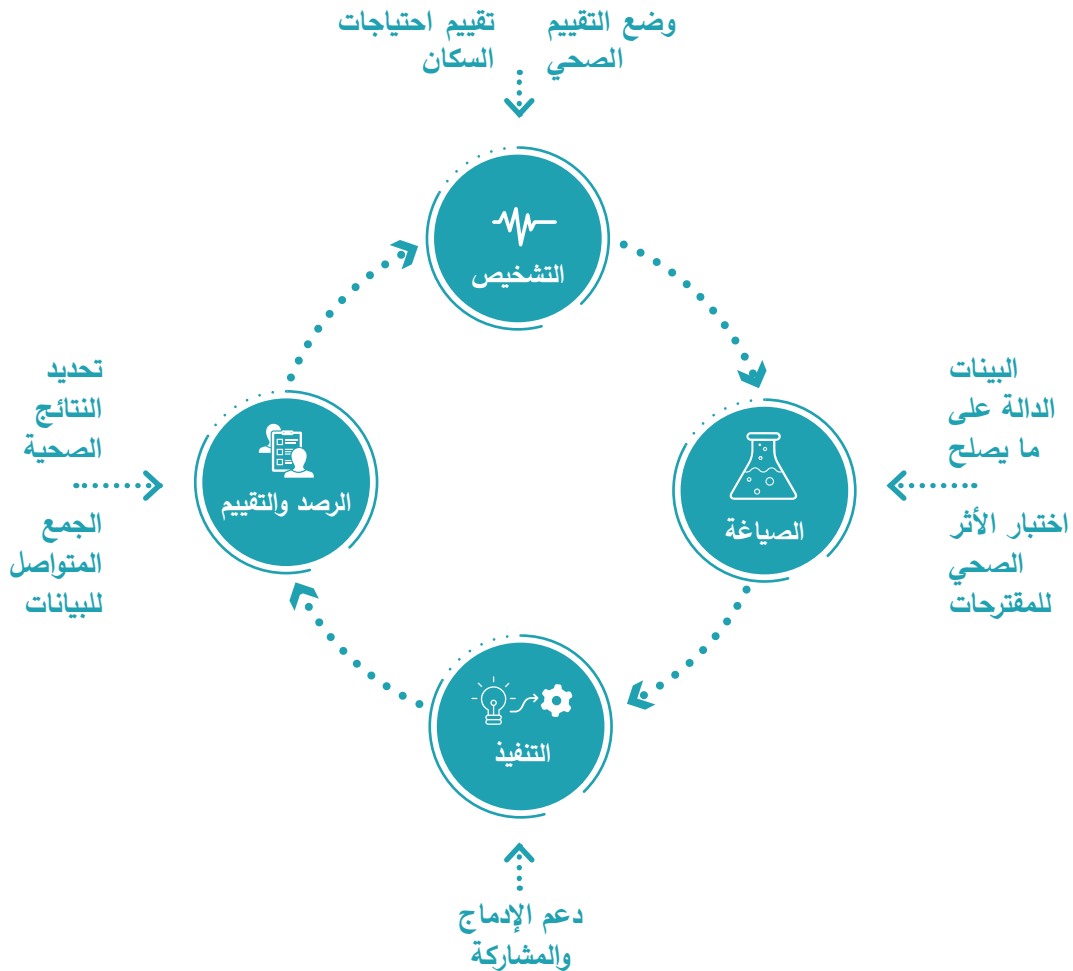 وضع التقييم
الصحي
تقييم احتياجات
السكان
التشخيص
البينات
الدالة على
ما يصلح
اختبار الأثر
الصحي
للمقترحات
الصياغة
تحديد
النتائج
الصحية
الجمع
المتواصل
للبيانات
الرصد والتقييم
التنفيذ
دعم الإدماج
والمشاركة